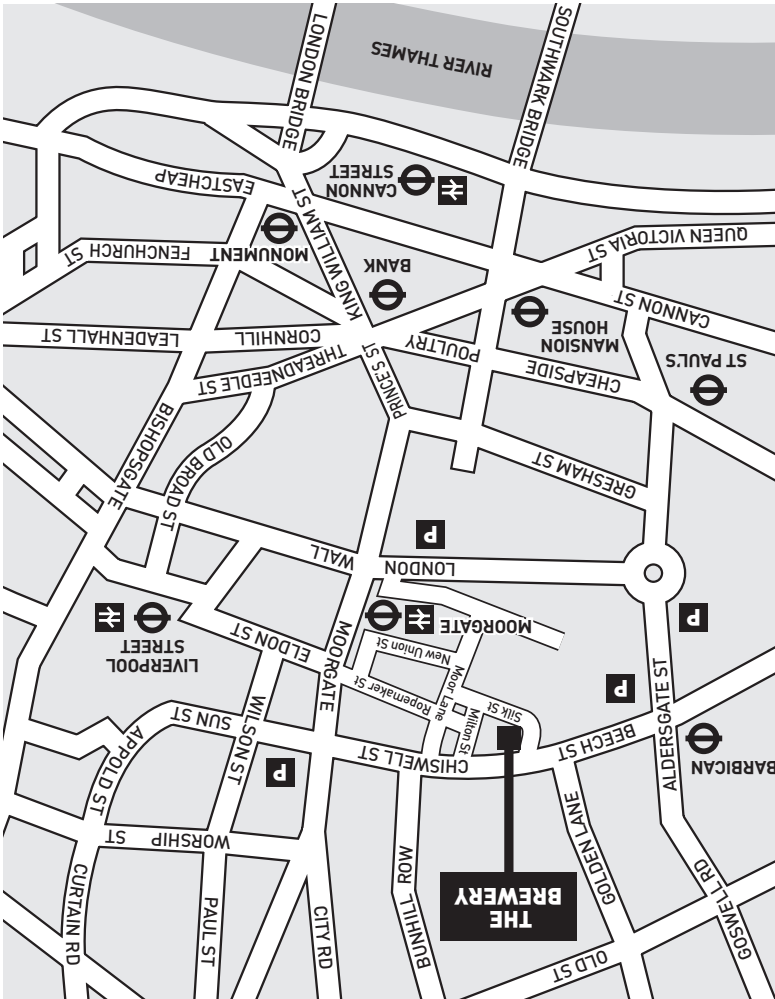 OLD ST
THE
BREWERY
GOSWELL RD
GOLDEN LANE
BUNHILL ROW
CITY RD
PAUL ST
CURTAIN RD
WORSHIP ST
BARBICAN
ALDERSGATE ST
BEECH ST
CHISWELL ST
P
WILSON ST
APPOLD ST
SUN ST
Silk St
Milton St
Moor Lane
Ropemaker St
New Union St
P
MOORGATE
ELDON ST
LIVERPOOL
STREET
P
MOORGATE
LONDON WALL
P
OLD BROAD ST
BISHOPSGATE
GRESHAM ST
ST PAUL'S
CHEAPSIDE
POULTRY
PRINCE'S ST
THREADNEEDLE ST
MANSION
HOUSE
CANNON ST
CORNHILL
LEADENHALL ST
BANK
KING WILLIAM ST
QUEEN VICTORIA ST
MONUMENT
FENCHURCH ST
CANNON
STREET
EASTCHEAP
SOUTHWARK BRIDGE
LONDON BRIDGE
RIVER THAMES